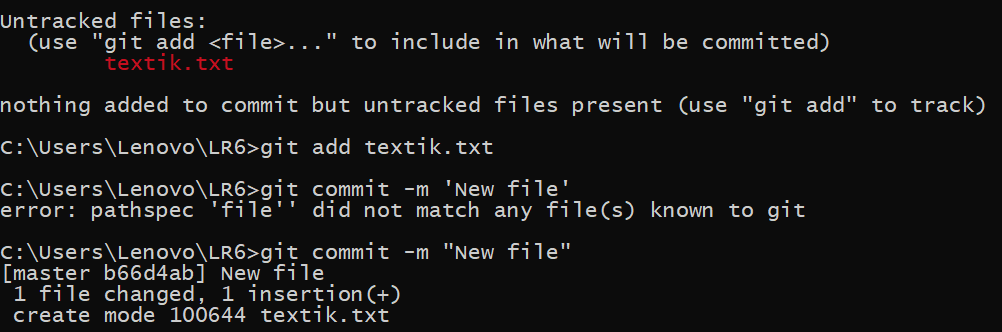 Untracked files:
  (use "git add <file>..." to include in what will be committed)
        textik.txt
nothing added to commit but untracked files present (use "git add" to track)
C:\Users\Lenovo\LR6>git add textik.txt
C:\Users\Lenovo\LR6>git commit -m 'New file'
error: pathspec 'file'' did not match any file(s) known to git
C:\Users\Lenovo\LR6>git commit -m "New file"
[master b66d4ab] New file
 1 file changed, 1 insertion(+)
 create mode 100644 textik.txt